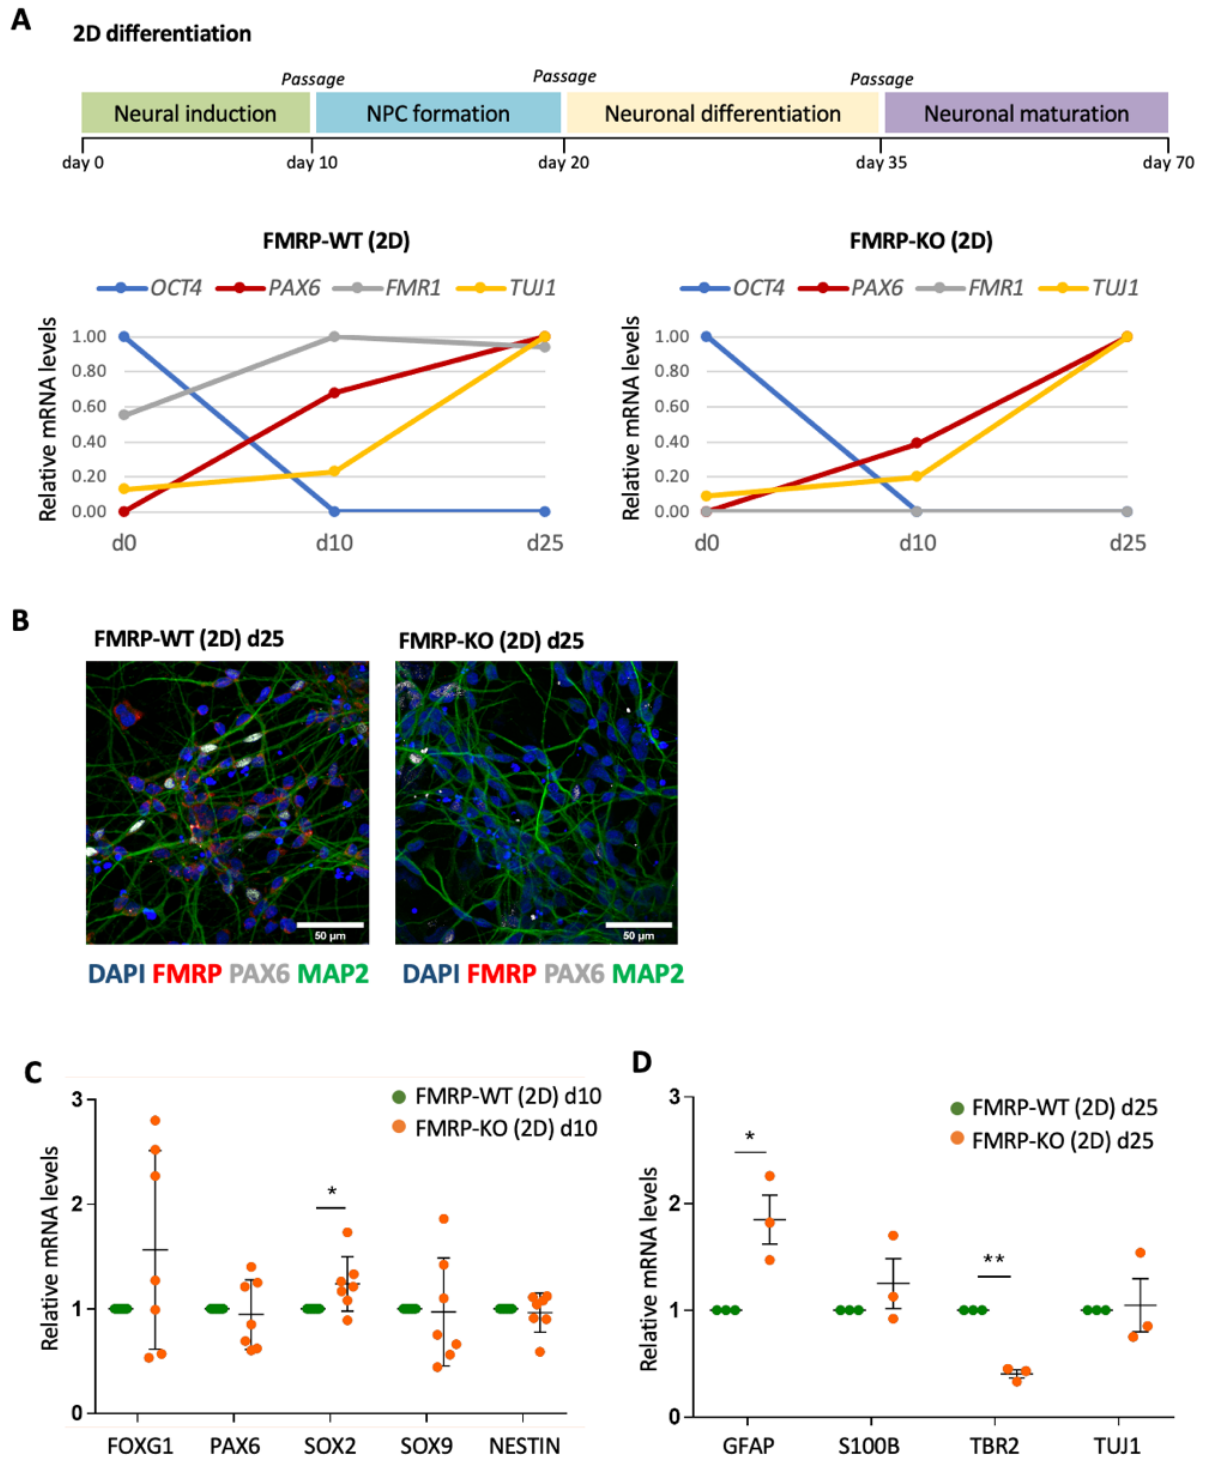 A
2D differentiation
Passage Passage Passage
Neural induction NPC formation Neuronal differentiation Neuronal maturation
day 0 day 10 day 20 day 35 day 70
FMRP-WT (2D)
OCT4 PAX6 FMR1 TUJ1
Relative mRNA levels
1.00
0.80
0.60
0.40
0.20
0.00
d0 d10 d25
FMRP-KO (2D)
OCT4 PAX6 FMR1 TUJ1
Relative mRNA levels
1.00
0.80
0.60
0.40
0.20
0.00
d0 d10 d25
B
FMRP-WT (2D) d25
50 µm
DAPI FMRP PAX6 MAP2
FMRP-KO (2D) d25
50 µm
DAPI FMRP PAX6 MAP2
C
FMRP-WT (2D) d10
FMRP-KO (2D) d10
Relative mRNA levels
3
2
1
0
*
FOXG1 PAX6 SOX2 SOX9 NESTIN
D
FMRP-WT (2D) d25
FMRP-KO (2D) d25
Relative mRNA levels
3
2
1
0
*
**
GFAP S100B TBR2 TUJ1